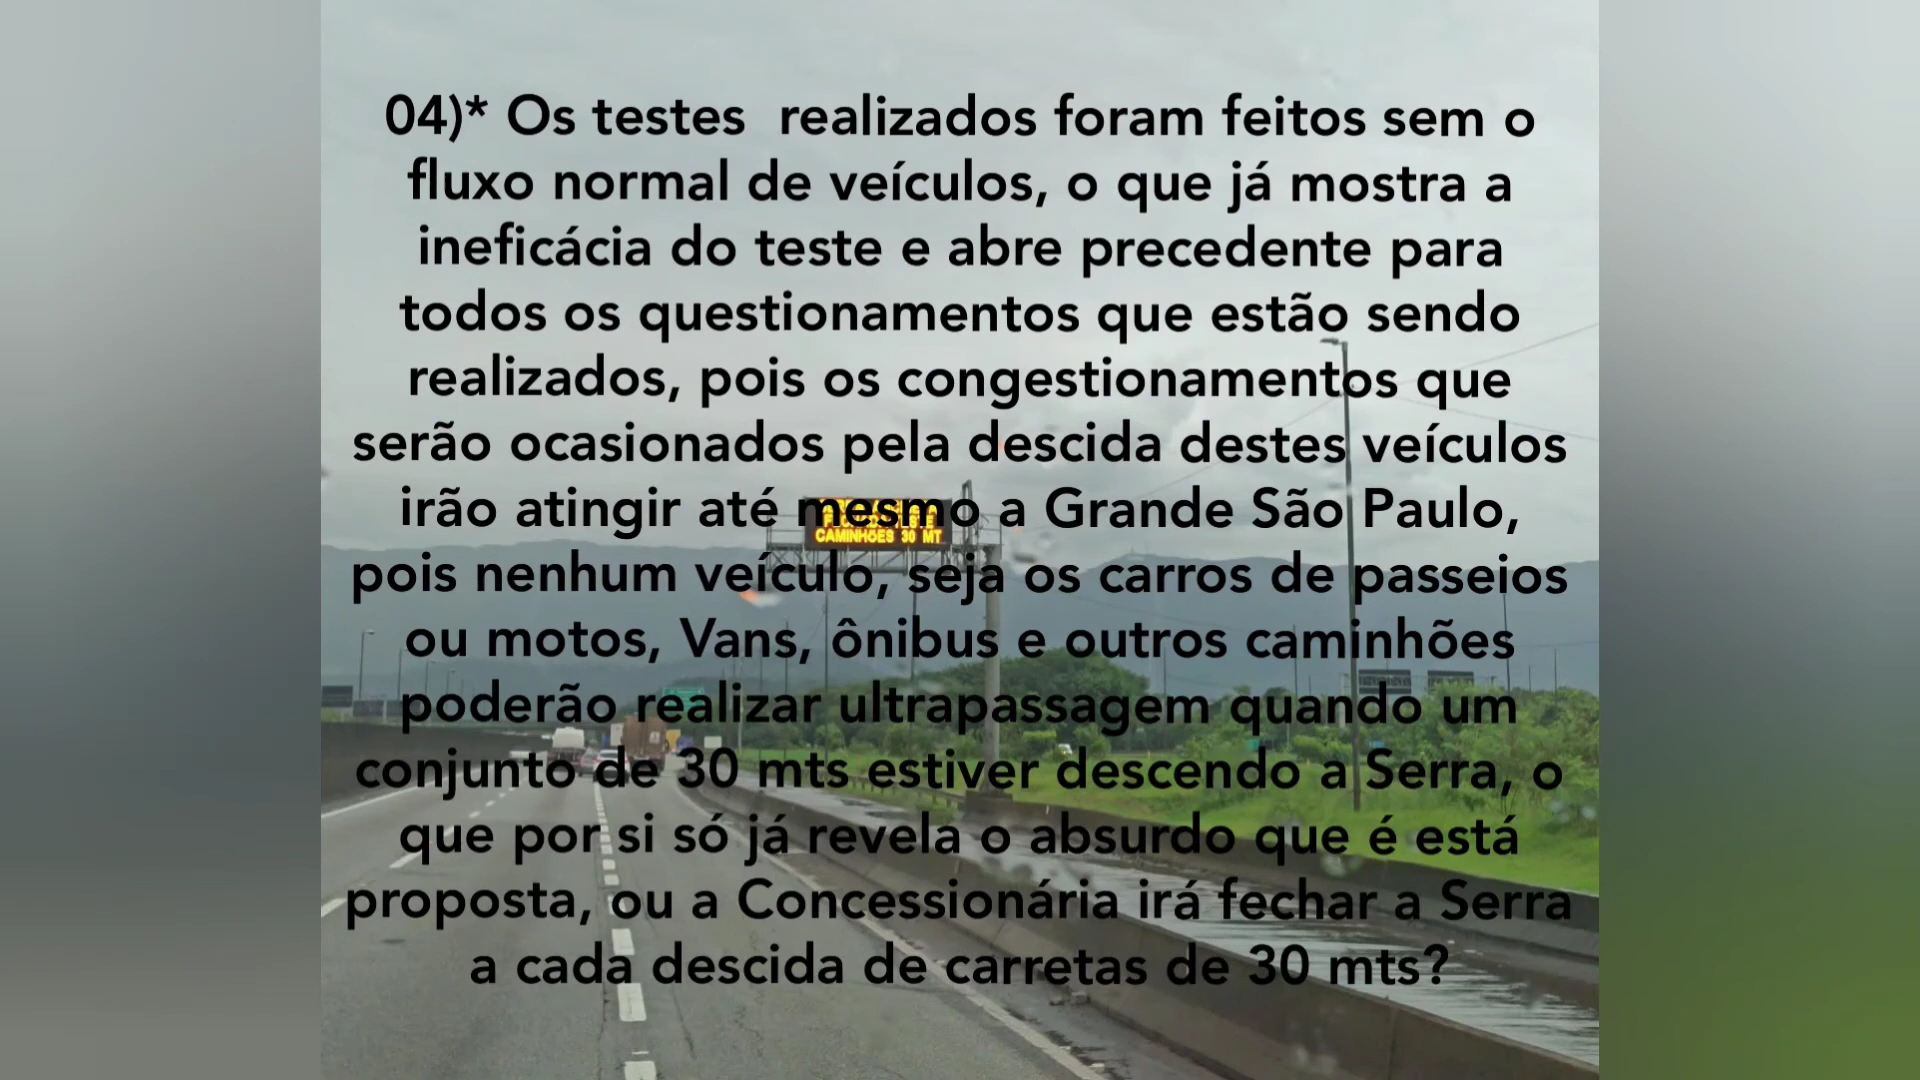 04)* Os testes  realizados foram feitos sem o
fluxo normal de veículos, o que já mostra a
ineficácia do teste e abre precedente para
todos os questionamentos que estão sendo
realizados, pois os congestionamentos que
serão ocasionados pela descida destes veículos
irão atingir até mesmo a Grande São Paulo,
CAMINHÕES 30 MT
pois nenhum veículo, seja os carros de passeios
ou motos, Vans, ônibus e outros caminhões
poderão realizar ultrapassagem quando um
conjunto de 30 mts estiver descendo a Serra, o
que por si só já revela o absurdo que é está
proposta, ou a Concessionária irá fechar a Serra
a cada descida de carretas de 30 mts?